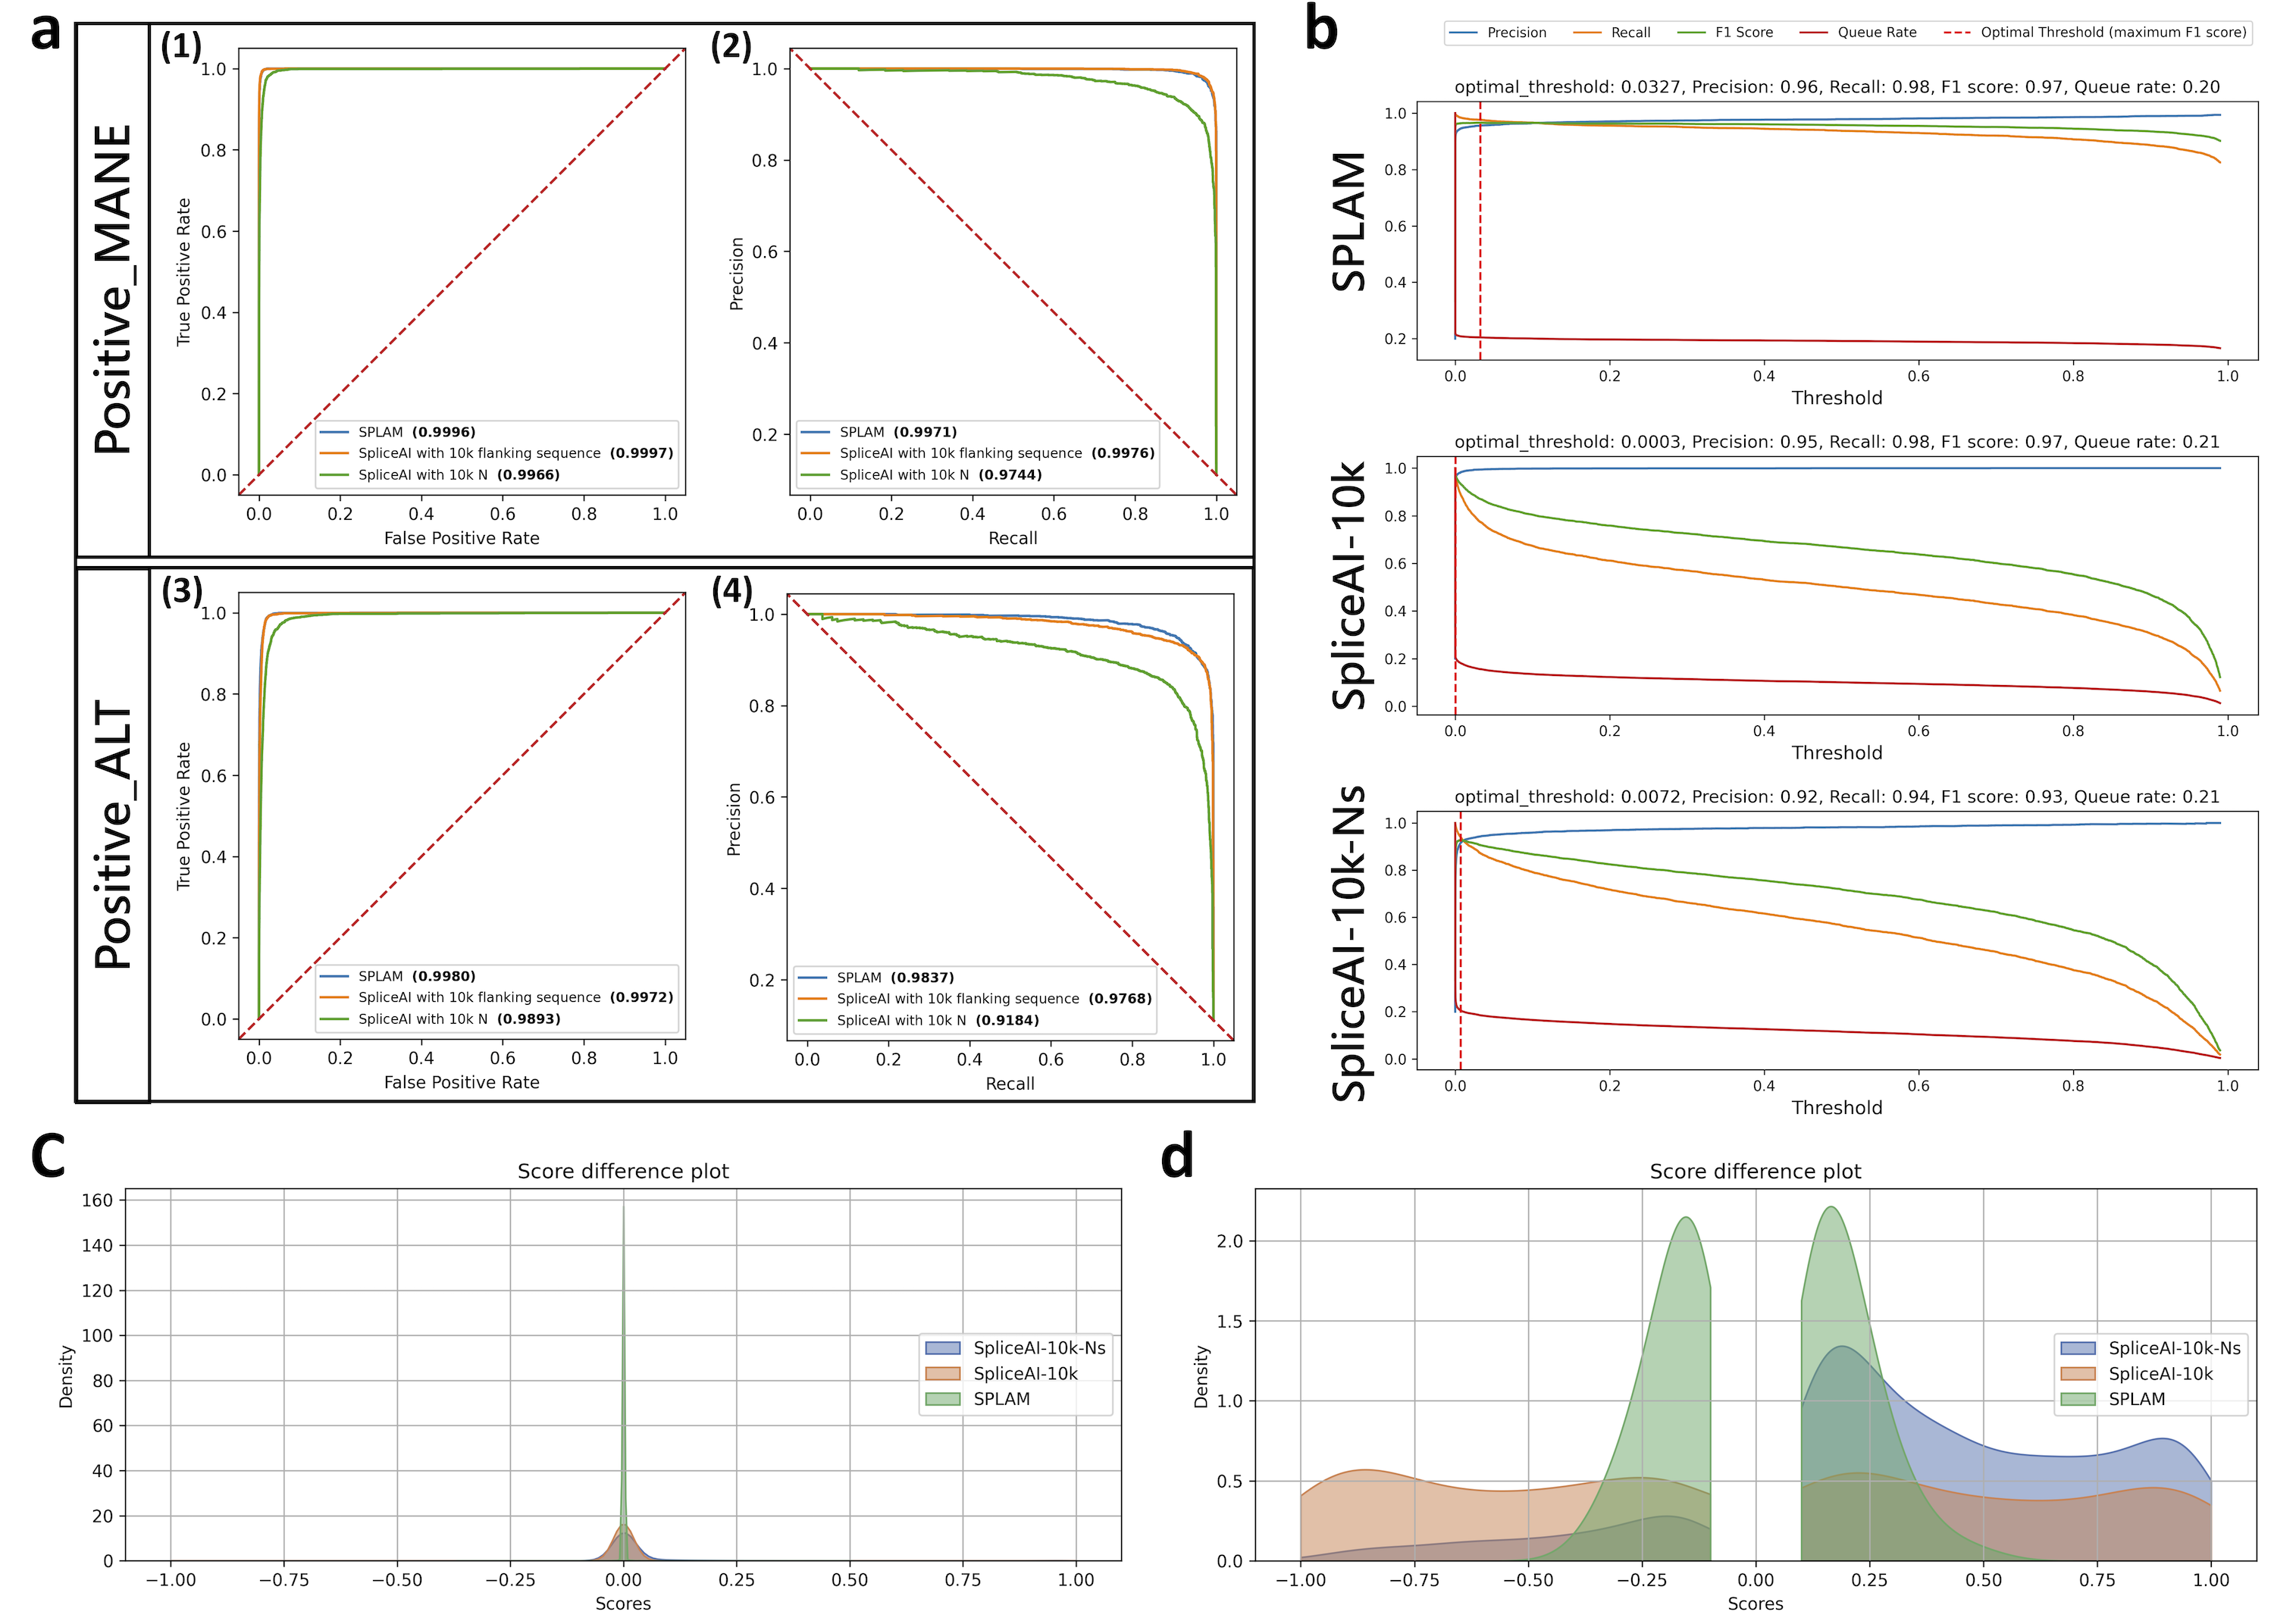 a
Positive_MANE
(1)
1.0
0.8
0.6
0.4
0.2
0.0
True Positive Rate
SPLAM (0.9996)
SpliceAI with 10k flanking sequence (0.9997)
SpliceAI with 10k N (0.9966)
0.0 0.2 0.4 0.6 0.8 1.0
False Positive Rate
(2)
1.0
0.8
0.6
0.4
0.2
Precision
SPLAM (0.9971)
SpliceAI with 10k flanking sequence (0.9976)
SpliceAI with 10k N (0.9744)
0.0 0.2 0.4 0.6 0.8 1.0
Recall
Positive_ALT
(3)
1.0
0.8
0.6
0.4
0.2
0.0
True Positive Rate
SPLAM (0.9980)
SpliceAI with 10k flanking sequence (0.9972)
SpliceAI with 10k N (0.9893)
0.0 0.2 0.4 0.6 0.8 1.0
False Positive Rate
(4)
1.0
0.8
0.6
0.4
0.2
Precision
SPLAM (0.9837)
SpliceAI with 10k flanking sequence (0.9768)
SpliceAI with 10k N (0.9184)
0.0 0.2 0.4 0.6 0.8 1.0
Recall
b
Precision Recall F1 Score Queue Rate Optimal Threshold (maximum F1 score)
SPLAM
optimal_threshold: 0.0327, Precision: 0.96, Recall: 0.98, F1 score: 0.97, Queue rate: 0.20
1.0
0.8
0.6
0.4
0.2
0.0 0.2 0.4 0.6 0.8 1.0
Threshold
SpliceAI-10k
optimal_threshold: 0.0003, Precision: 0.95, Recall: 0.98, F1 score: 0.97, Queue rate: 0.21
1.0
0.8
0.6
0.4
0.2
0.0
0.0 0.2 0.4 0.6 0.8 1.0
Threshold
SpliceAI-10k-Ns
optimal_threshold: 0.0072, Precision: 0.92, Recall: 0.94, F1 score: 0.93, Queue rate: 0.21
1.0
0.8
0.6
0.4
0.2
0.0
0.0 0.2 0.4 0.6 0.8 1.0
Threshold
C
Score difference plot
160
140
120
100
80
60
40
20
0
Density
SpliceAI-10k-Ns
SpliceAI-10k
SPLAM
−1.00 −0.75 −0.50 −0.25 0.00 0.25 0.50 0.75 1.00
Scores
d
Score difference plot
2.0
1.5
1.0
0.5
0.0
Density
SpliceAI-10k-Ns
SpliceAI-10k
SPLAM
−1.00 −0.75 −0.50 −0.25 0.00 0.25 0.50 0.75 1.00
Scores